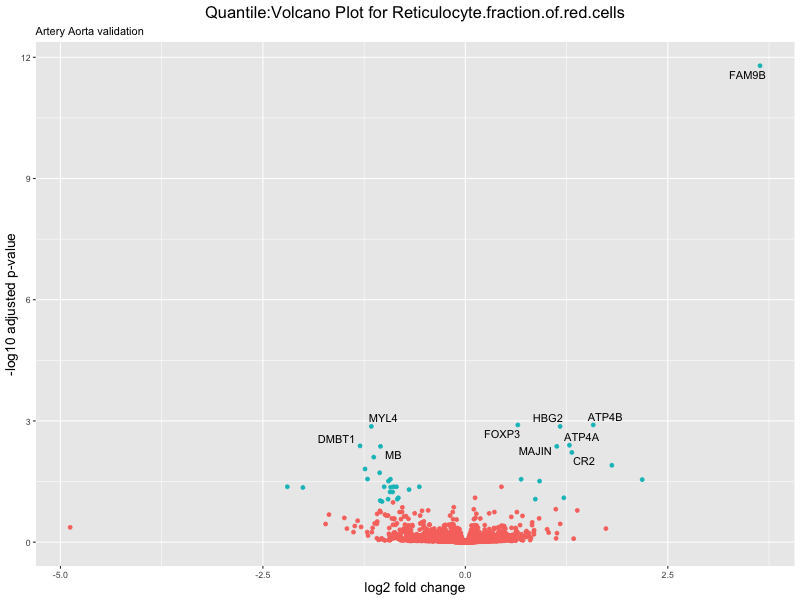 Quantile:Volcano Plot for Reticulocyte.fraction.of.red.cells
Artery Aorta validation
12
FAM9B
9
-log10 adjusted p-value
6
3
MYL4
HBG2
ATP4B
FOXP3
DMBT1
ATP4A
MB
MAJIN
CR2
0
-5.0
-2.5
0.0
2.5
log2 fold change